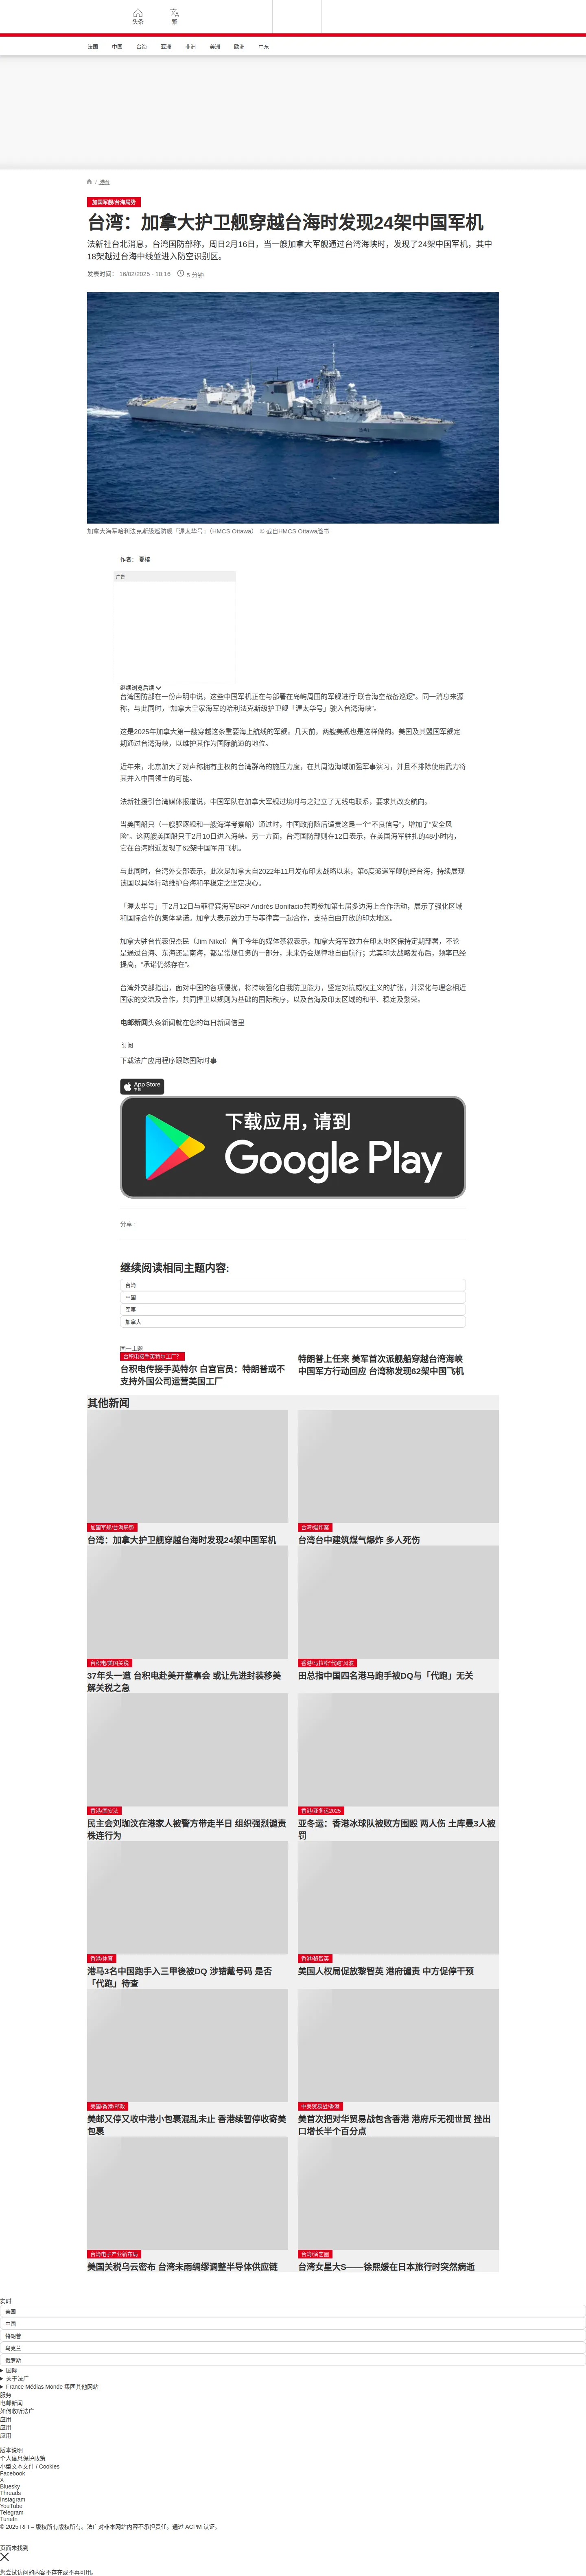 头条
繁
法国
中国
台海
亚洲
非洲
美洲
欧洲
中东
/ 港台
加国军舰/台海局势
台湾：加拿大护卫舰穿越台海时发现24架中国军机
法新社台北消息，台湾国防部称，周日2月16日，当一艘加拿大军舰通过台湾海峡时，发现了24架中国军机，其中
18架越过台海中线並进入防空识别区。
发表时间： 16/02/2025 - 10:16 5 分钟
加拿大海军哈利法克斯级巡防舰「渥太华号」（HMCS Ottawa） © 截自HMCS Ottawa脸书
作者： 夏榕
广告
继续浏览后续
台湾国防部在一份声明中说，这些中国军机正在与部署在岛屿周围的军舰进行“联合海空战备巡逻”。同一消息来源
称，与此同时，“加拿大皇家海军的哈利法克斯级护卫舰「渥太华号」驶入台湾海峡”。
这是2025年加拿大第一艘穿越这条重要海上航线的军舰。几天前，两艘美舰也是这样做的。美国及其盟国军舰定
期通过台湾海峡，以维护其作为国际航道的地位。
近年来，北京加大了对声称拥有主权的台湾群岛的施压力度，在其周边海域加强军事演习，并且不排除使用武力将
其并入中国领土的可能。
法新社援引台湾媒体报道说，中国军队在加拿大军舰过境时与之建立了无线电联系，要求其改变航向。
当美国船只（一艘驱逐舰和一艘海洋考察船）通过时，中国政府随后谴责这是一个“不良信号”，增加了“安全风
险”。这两艘美国船只于2月10日进入海峡。另一方面，台湾国防部则在12日表示，在美国海军驻扎的48小时内，
它在台湾附近发现了62架中国军用飞机。
与此同时，台湾外交部表示，此次是加拿大自2022年11月发布印太战略以来，第6度派遣军舰航经台海，持续展现
该国以具体行动维护台海和平稳定之坚定决心。
「渥太华号」于2月12日与菲律宾海军BRP Andrés Bonifacio共同参加第七届多边海上合作活动，展示了强化区域
和国际合作的集体承诺。加拿大表示致力于与菲律宾一起合作，支持自由开放的印太地区。
加拿大驻台代表倪杰民（Jim Nikel）曾于今年的媒体茶叙表示，加拿大海军致力在印太地区保持定期部署，不论
是通过台海、东海还是南海，都是常规任务的一部分，未来仍会规律地自由航行；尤其印太战略发布后，频率已经
提高，“承诺仍然存在”。
台湾外交部指出，面对中国的各项侵扰，将持续强化自我防卫能力，坚定对抗威权主义的扩张，并深化与理念相近
国家的交流及合作，共同捍卫以规则为基础的国际秩序，以及台海及印太区域的和平、稳定及繁荣。
电邮新闻头条新闻就在您的每日新闻信里
订阅
下载法广应用程序跟踪国际时事
App Store
下载
下载应用，请到
Google Play
分享 :
继续阅读相同主题内容:
台湾
中国
军事
加拿大
同一主题
台积电接手英特尔工厂?
台积电传接手英特尔 白宫官员：特朗普或不
支持外国公司运营美国工厂
特朗普上任来 美军首次派舰船穿越台湾海峡
中国军方行动回应 台湾称发现62架中国飞机
其他新闻
加国军舰/台海局势
台湾：加拿大护卫舰穿越台海时发现24架中国军机
台湾/爆炸案
台湾台中建筑煤气爆炸 多人死伤
台积电/美国关税
37年头一遭 台积电赴美开董事会 或让先进封装移美
解关税之急
香港/马拉松“代跑”风波
田总指中国四名港马跑手被DQ与「代跑」无关
香港/国安法
民主会刘珈汶在港家人被警方带走半日 组织强烈谴责
株连行为
香港/亚冬运2025
亚冬运：香港冰球队被败方围殴 两人伤 土库曼3人被
罚
香港/体育
港马3名中国跑手入三甲後被DQ 涉错戴号码 是否
「代跑」待查
香港/黎智英
美国人权局促放黎智英 港府谴责 中方促停干预
美国/香港/邮政
美邮又停又收中港小包裹混乱未止 香港续暂停收寄美
包裹
中美贸易战/香港
美首次把对华贸易战包含香港 港府斥无视世贸 挫出
口增长半个百分点
台湾电子产业新布局
美国关税乌云密布 台湾未雨绸缪调整半导体供应链
台湾/演艺圈
台湾女星大S——徐熙媛在日本旅行时突然病逝
实时
美国
中国
特朗普
乌克兰
俄罗斯
国际
关于法广
France Médias Monde 集团其他网站
服务
电邮新闻
如何收听法广
应用
应用
应用
版本说明
个人信息保护政策
小型文本文件 / Cookies
Facebook
X
Bluesky
Threads
Instagram
YouTube
Telegram
TuneIn
© 2025 RFI – 版权所有版权所有。法广对非本网站内容不承担责任。通过 ACPM 认证。
页面未找到
您尝试访问的内容不存在或不再可用。